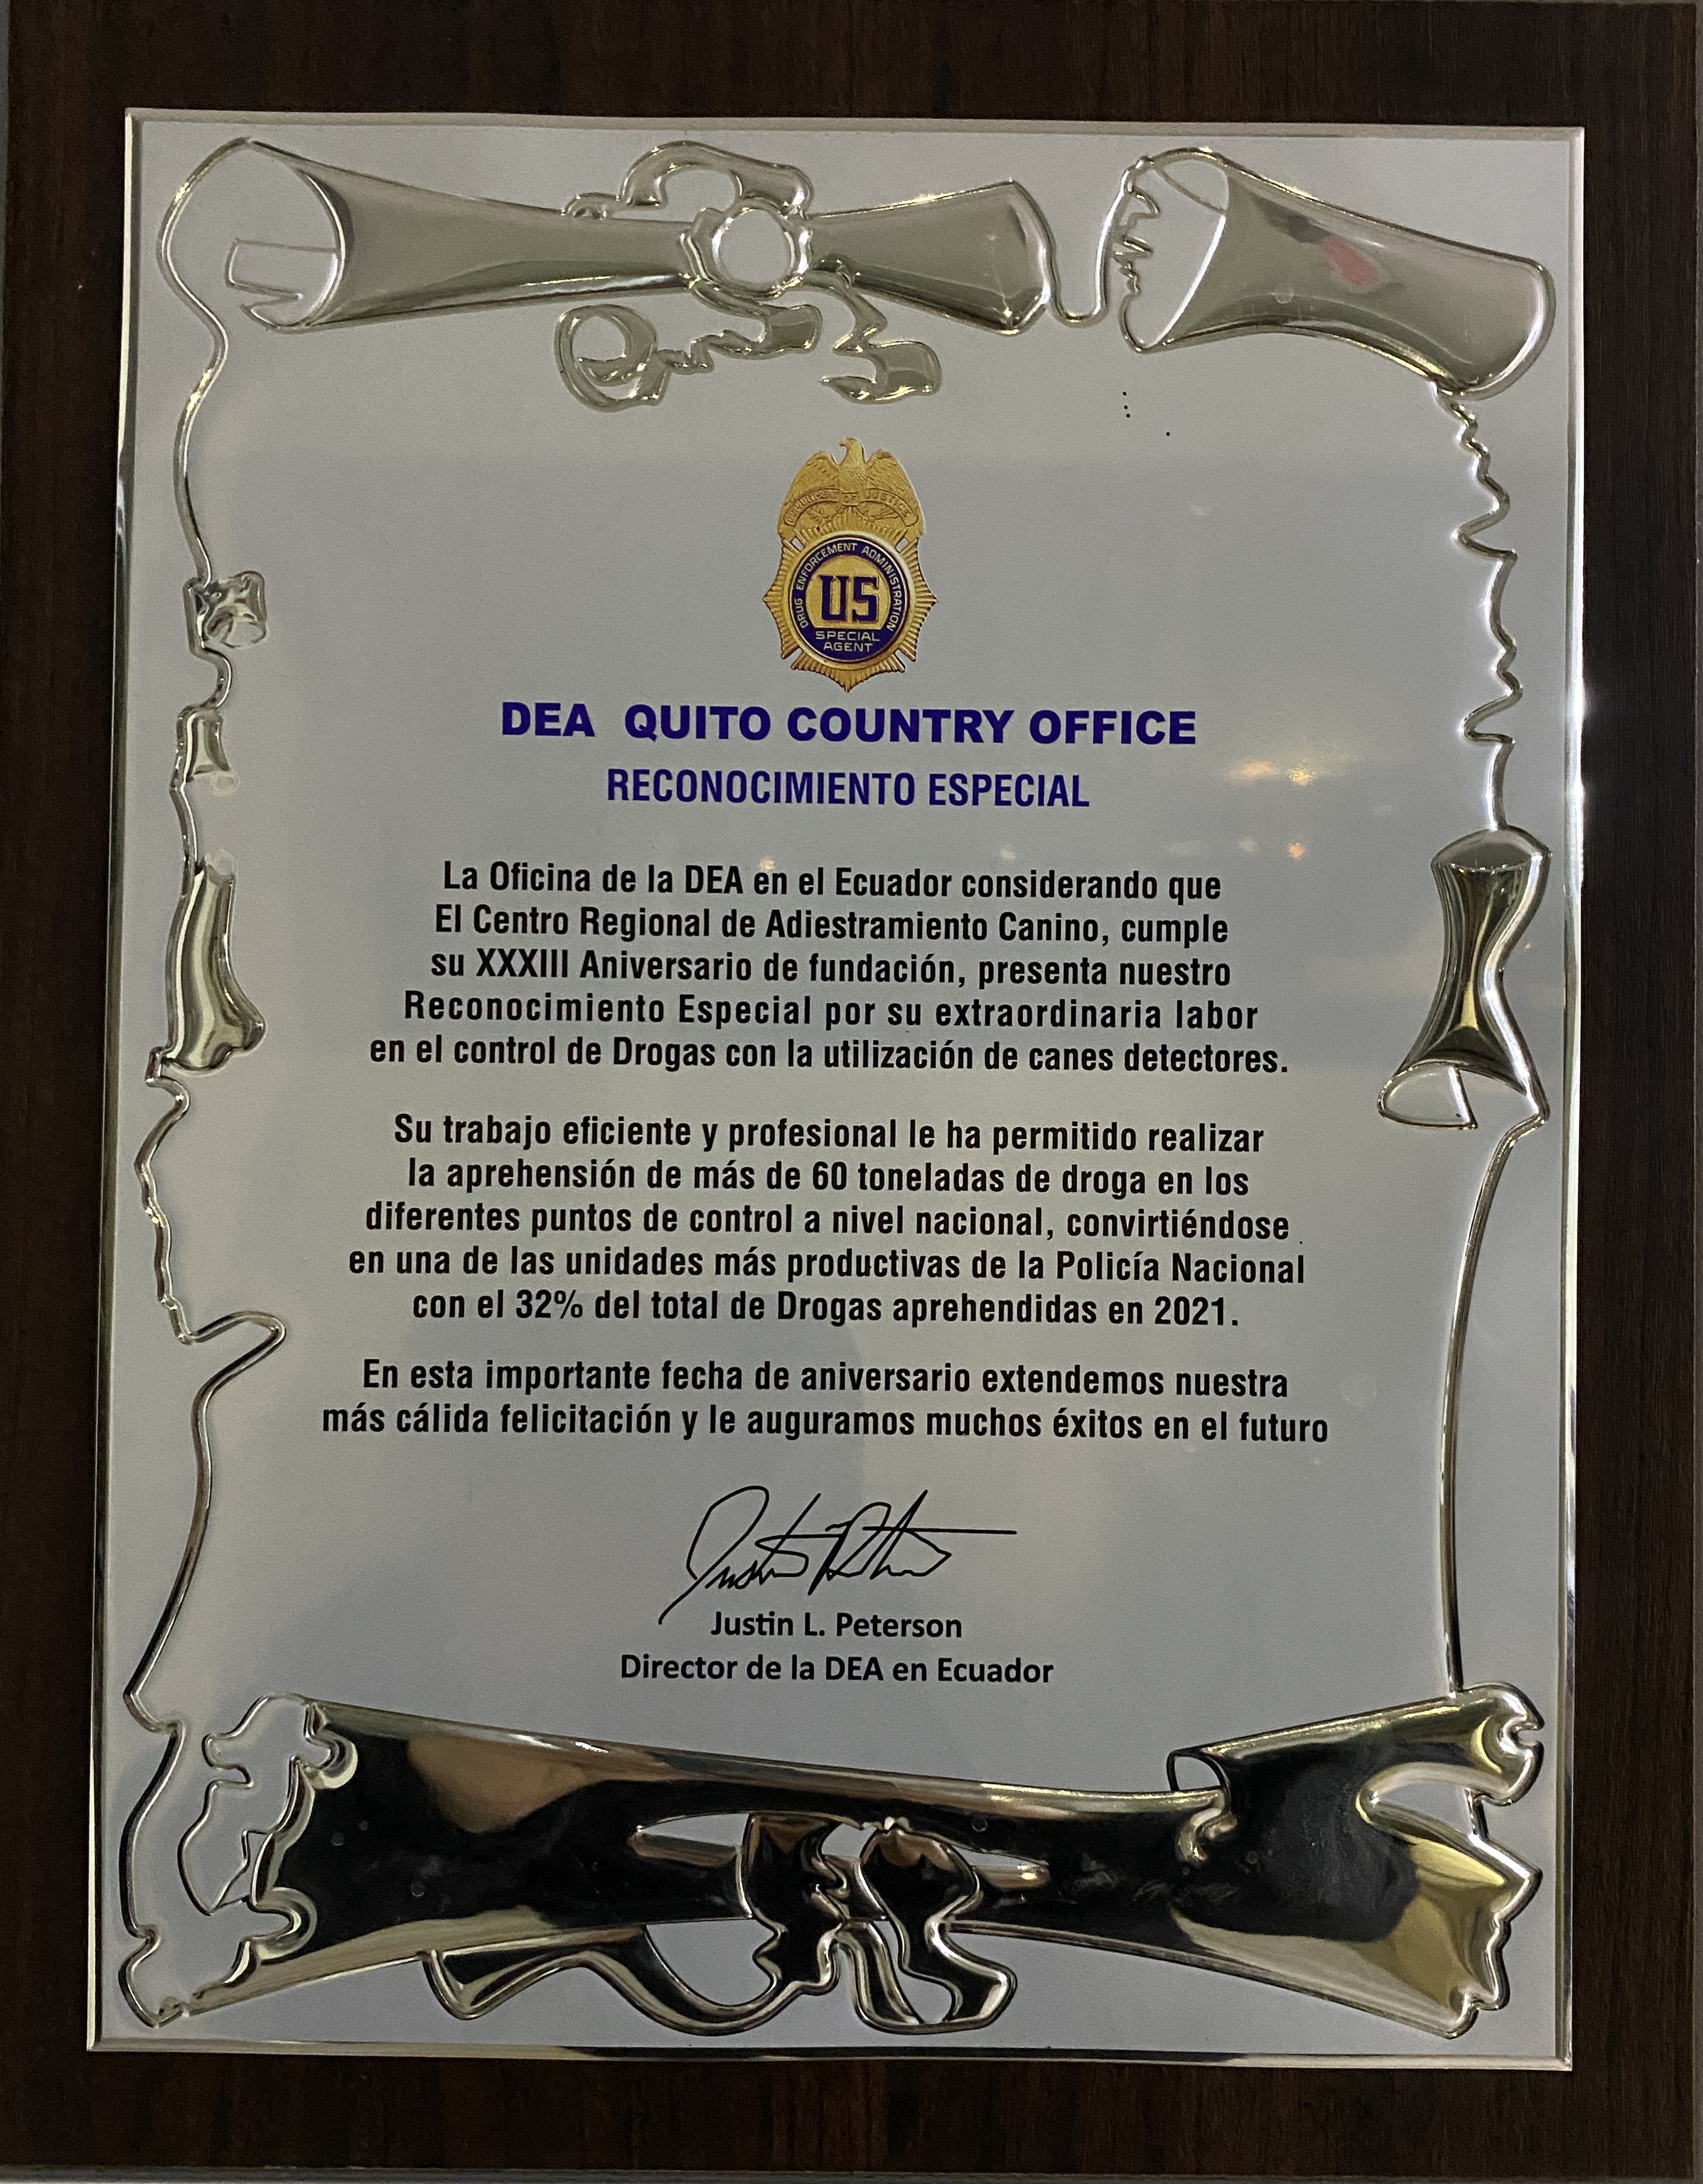 DEPARTMENT OF JUSTICE
DRUG ENFORCEMENT ADMINISTRATION
US
SPECIAL
AGENT
DEA QUITO COUNTRY OFFICE
RECONOCIMIENTO ESPECIAL
La Oficina de la DEA en el Ecuador considerando que
El Centro Regional de Adiestramiento Canino, cumple
su XXXIII Aniversario de fundación, presenta nuestro
Reconocimiento Especial por su extraordinaria labor
en el control de Drogas con la utilización de canes detectores.
Su trabajo eficiente y profesional le ha permitido realizar
la aprehensión de más de 60 toneladas de droga en los
diferentes puntos de control a nivel nacional, convirtiéndose
en una de las unidades más productivas de la Policía Nacional
con el 32% del total de Drogas aprehendidas en 2021.
En esta importante fecha de aniversario extendemos nuestra
más cálida felicitación y le auguramos muchos éxitos en el futuro
Justin L. Peterson
Director de la DEA en Ecuador